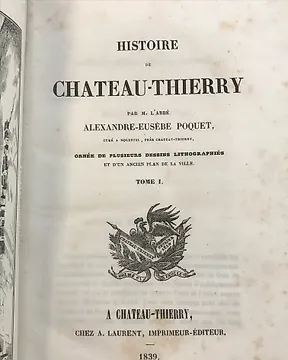 HISTOIRE
DE
CHATEAU-THIERRY
PAR M. L'ABBÉ
ALEXANDRE-EUSÈBE POQUET,
CURÉ A NOGENTEL, PRÈS CHATEAU-THIERRY,
ORNÉE DE PLUSIEURS DESSINS LITHOGRAPHIÉS
ET D'UN ANCIEN PLAN DE LA VILLE.
TOME I.
A CHATEAU-THIERRY,
CHEZ A. LAURENT, IMPRIMEUR-ÉDITEUR,
1839,